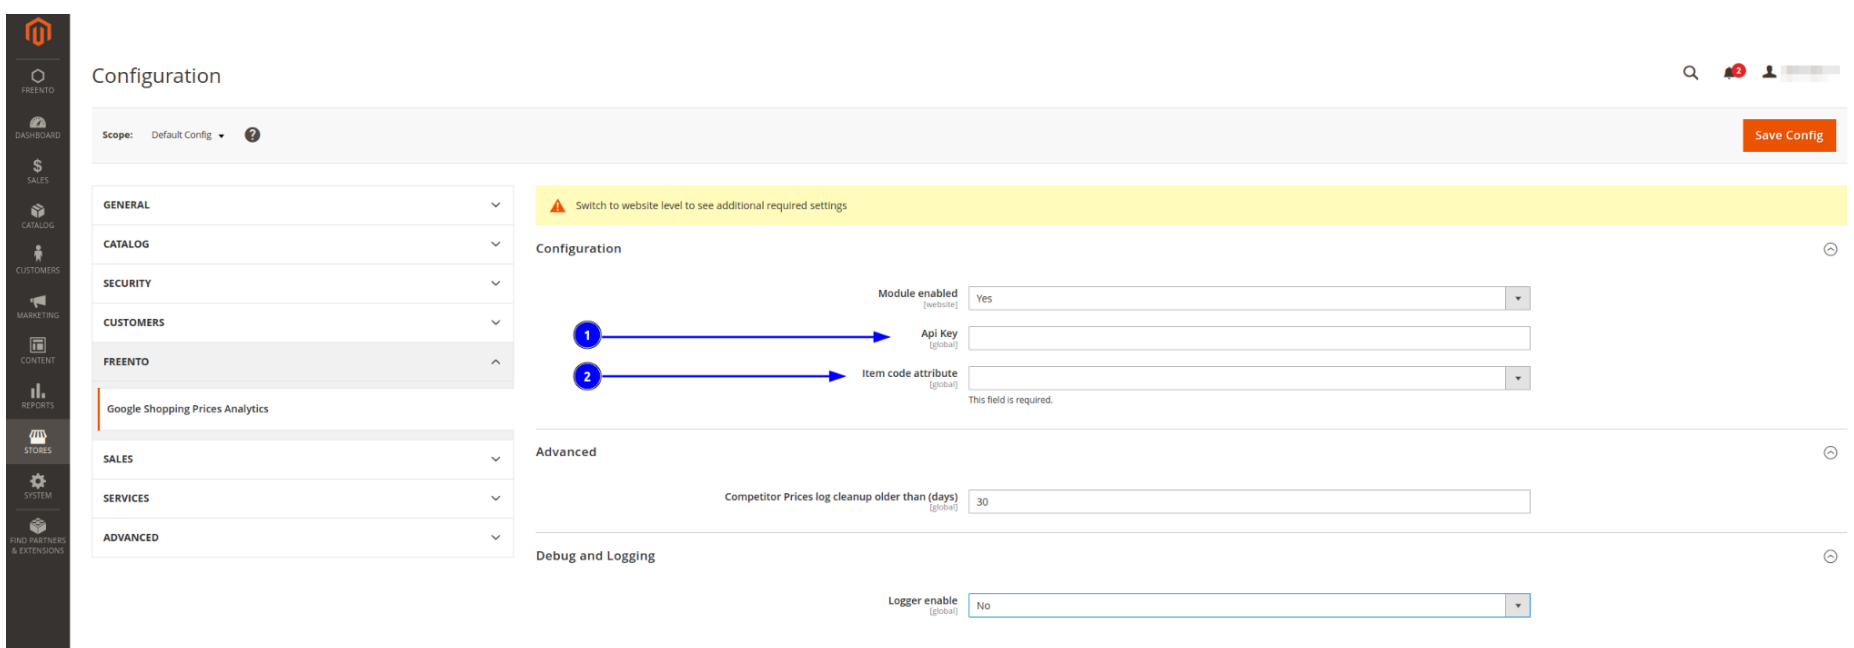 FREENTO
DASHBOARD
$
SALES
CATALOG
CUSTOMERS
MARKETING
CONTENT
REPORTS
STORES
SYSTEM
FIND PARTNERS
& EXTENSIONS
Configuration
2
Scope: Default Config ?
Save Config
GENERAL
CATALOG
SECURITY
CUSTOMERS
FREENTO
Google Shopping Prices Analytics
SALES
SERVICES
ADVANCED
Switch to website level to see additional required settings
Configuration
Module enabled
[website]
Yes
1
Api Key
[global]
2
Item code attribute
[global]
This field is required.
Advanced
Competitor Prices log cleanup older than (days)
[global]
30
Debug and Logging
Logger enable
[global]
No